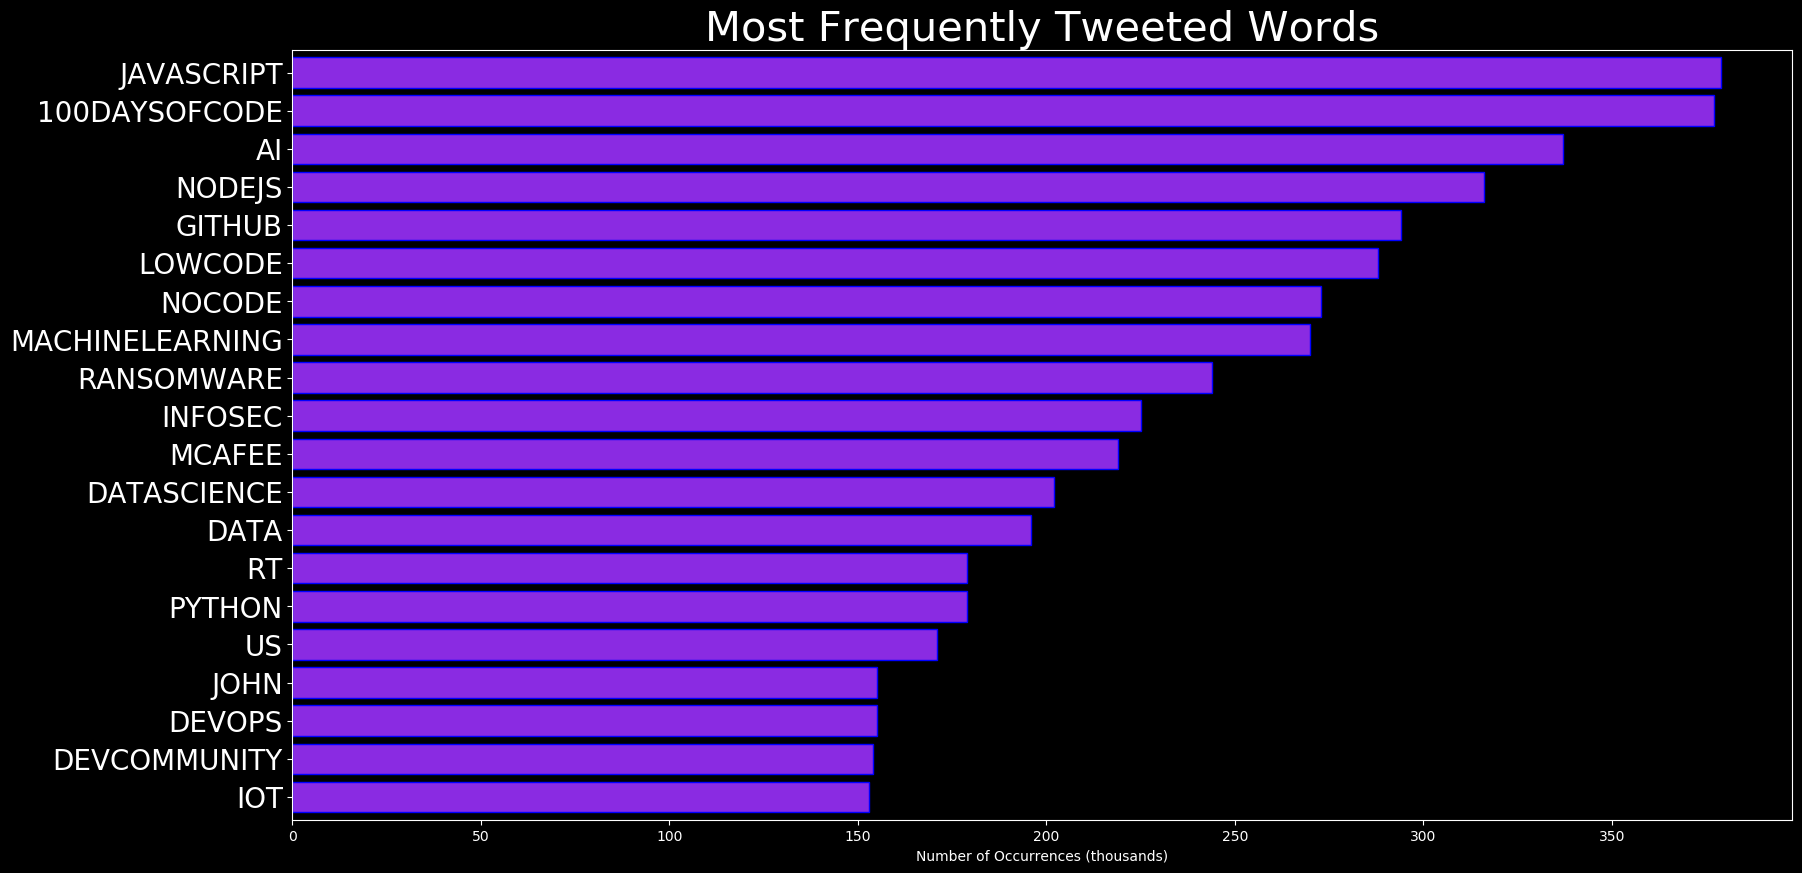 Most Frequently Tweeted Words
JAVASCRIPT
100DAYSOFCODE
AI
NODEJS
GITHUB
LOWCODE
NOCODE
MACHINELEARNING
RANSOMWARE
INFOSEC
MCAFEE
DATASCIENCE
DATA
RT
PYTHON
US
JOHN
DEVOPS
DEVCOMMUNITY
IOT
0 50 100 150 200 250 300 350
Number of Occurrences (thousands)